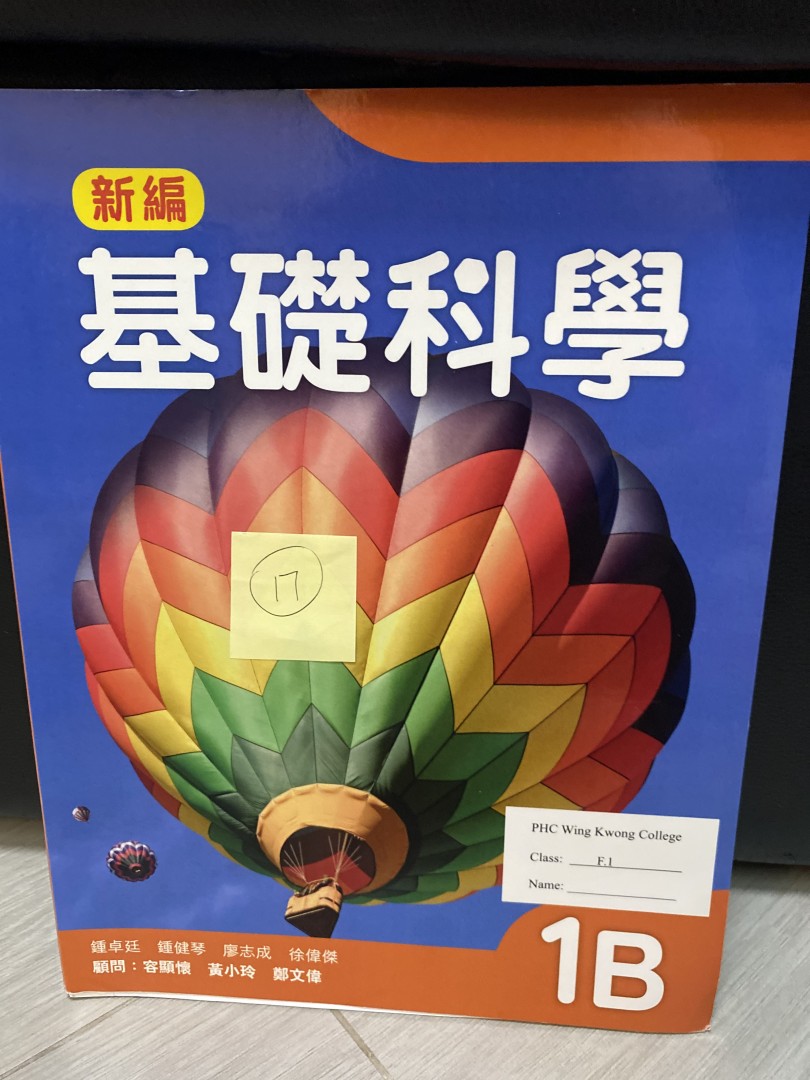 新編
基礎科學
17
PHC Wing Kwong College
Class: F.1
Name:
鍾卓廷 鍾健琴 廖志成 徐偉傑
顧問：容顯懷 黃小玲 鄭文偉
1B